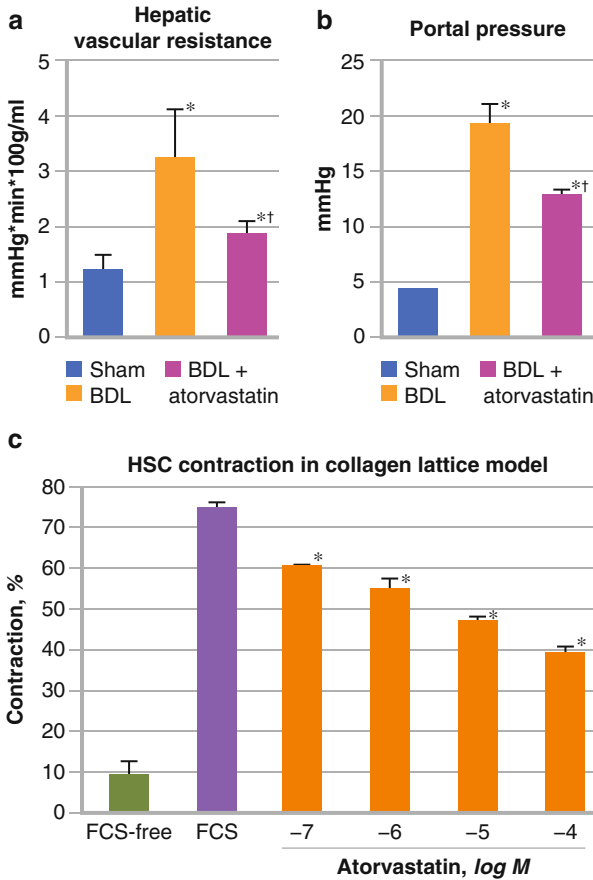 a
Hepatic
vascular resistance
mmHg*min*100g/ml
5
4
3
2
1
0
*
*†
Sham
BDL
BDL +
atorvastatin
b
Portal pressure
mmHg
25
20
15
10
5
0
*
*†
Sham
BDL
BDL +
atorvastatin
c
HSC contraction in collagen lattice model
Contraction, %
80
70
60
50
40
30
20
10
0
*
*
*
*
FCS-free FCS –7 –6 –5 –4
Atorvastatin, log M